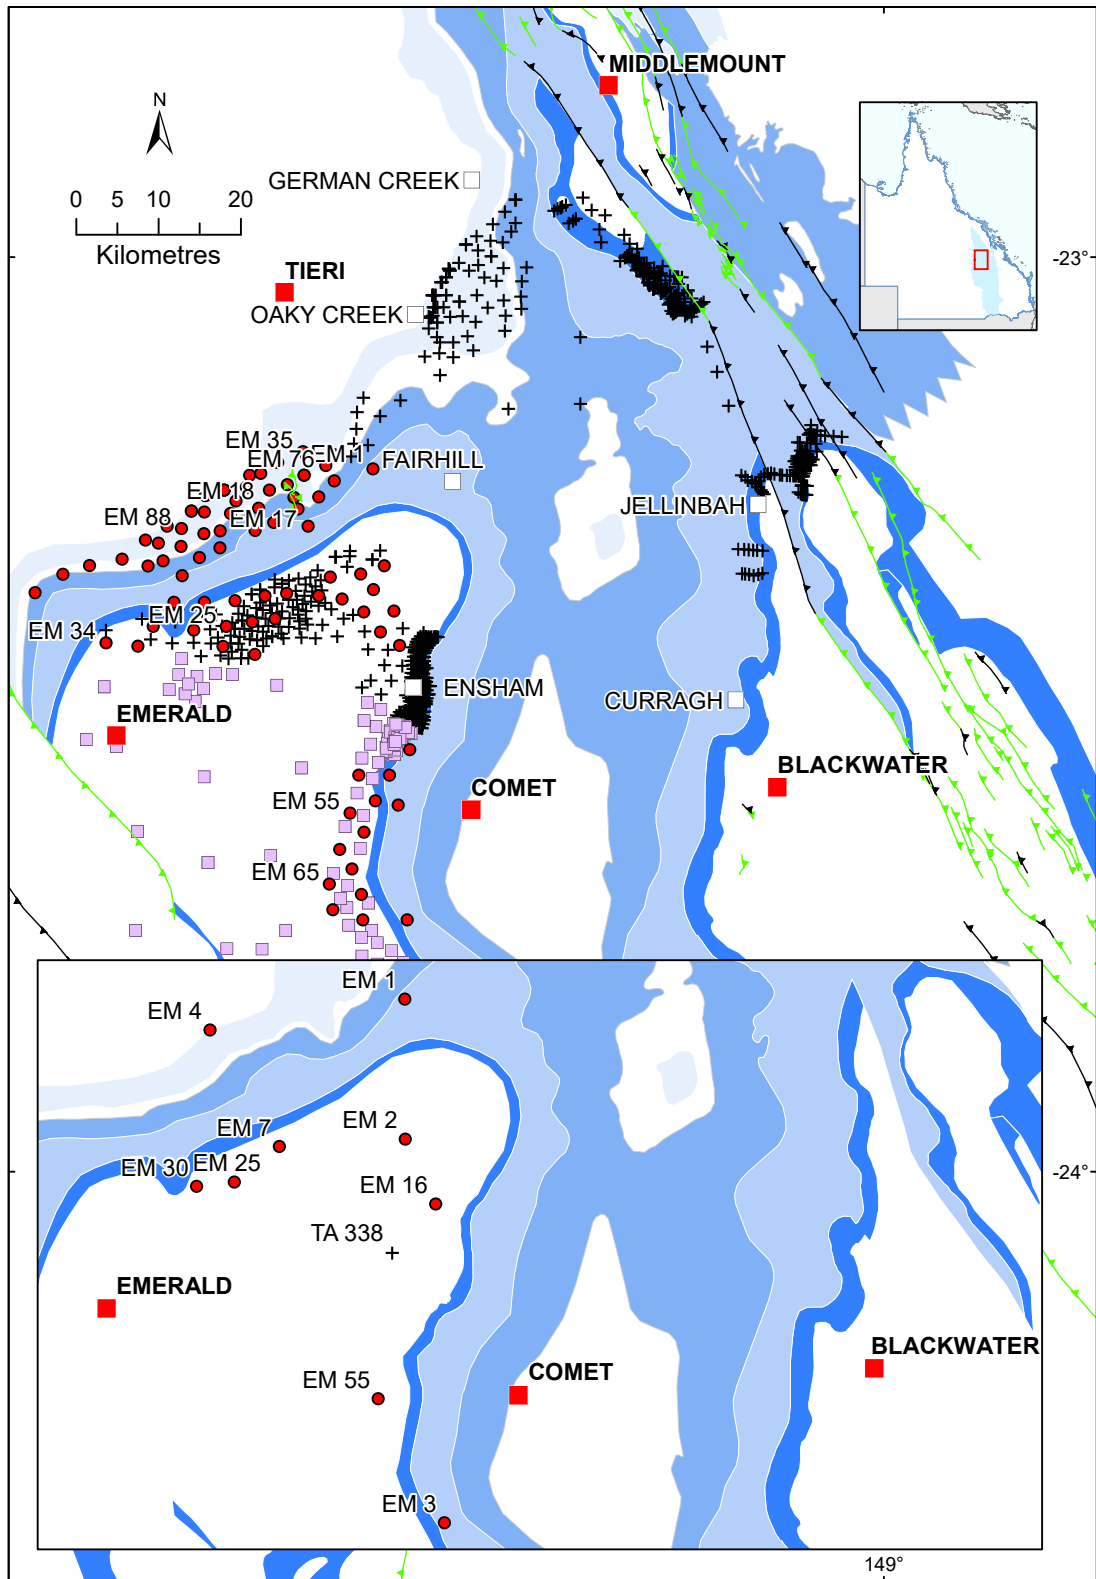 MIDDLEMOUNT
N
GERMAN CREEK
0 5 10 20
Kilometres
-23°
TIERI
OAKY CREEK
EM 35
EM 76
EM 1
FAIRHILL
EM 18
EM 88
EM 17
JELLINBAH
EM 25
EM 34
ENSHAM
CURRAGH
EMERALD
BLACKWATER
COMET
EM 55
EM 65
EM 1
EM 4
EM 7
EM 2
EM 30
EM 25
-24°
EM 16
TA 338
EMERALD
BLACKWATER
COMET
EM 55
EM 3
149°